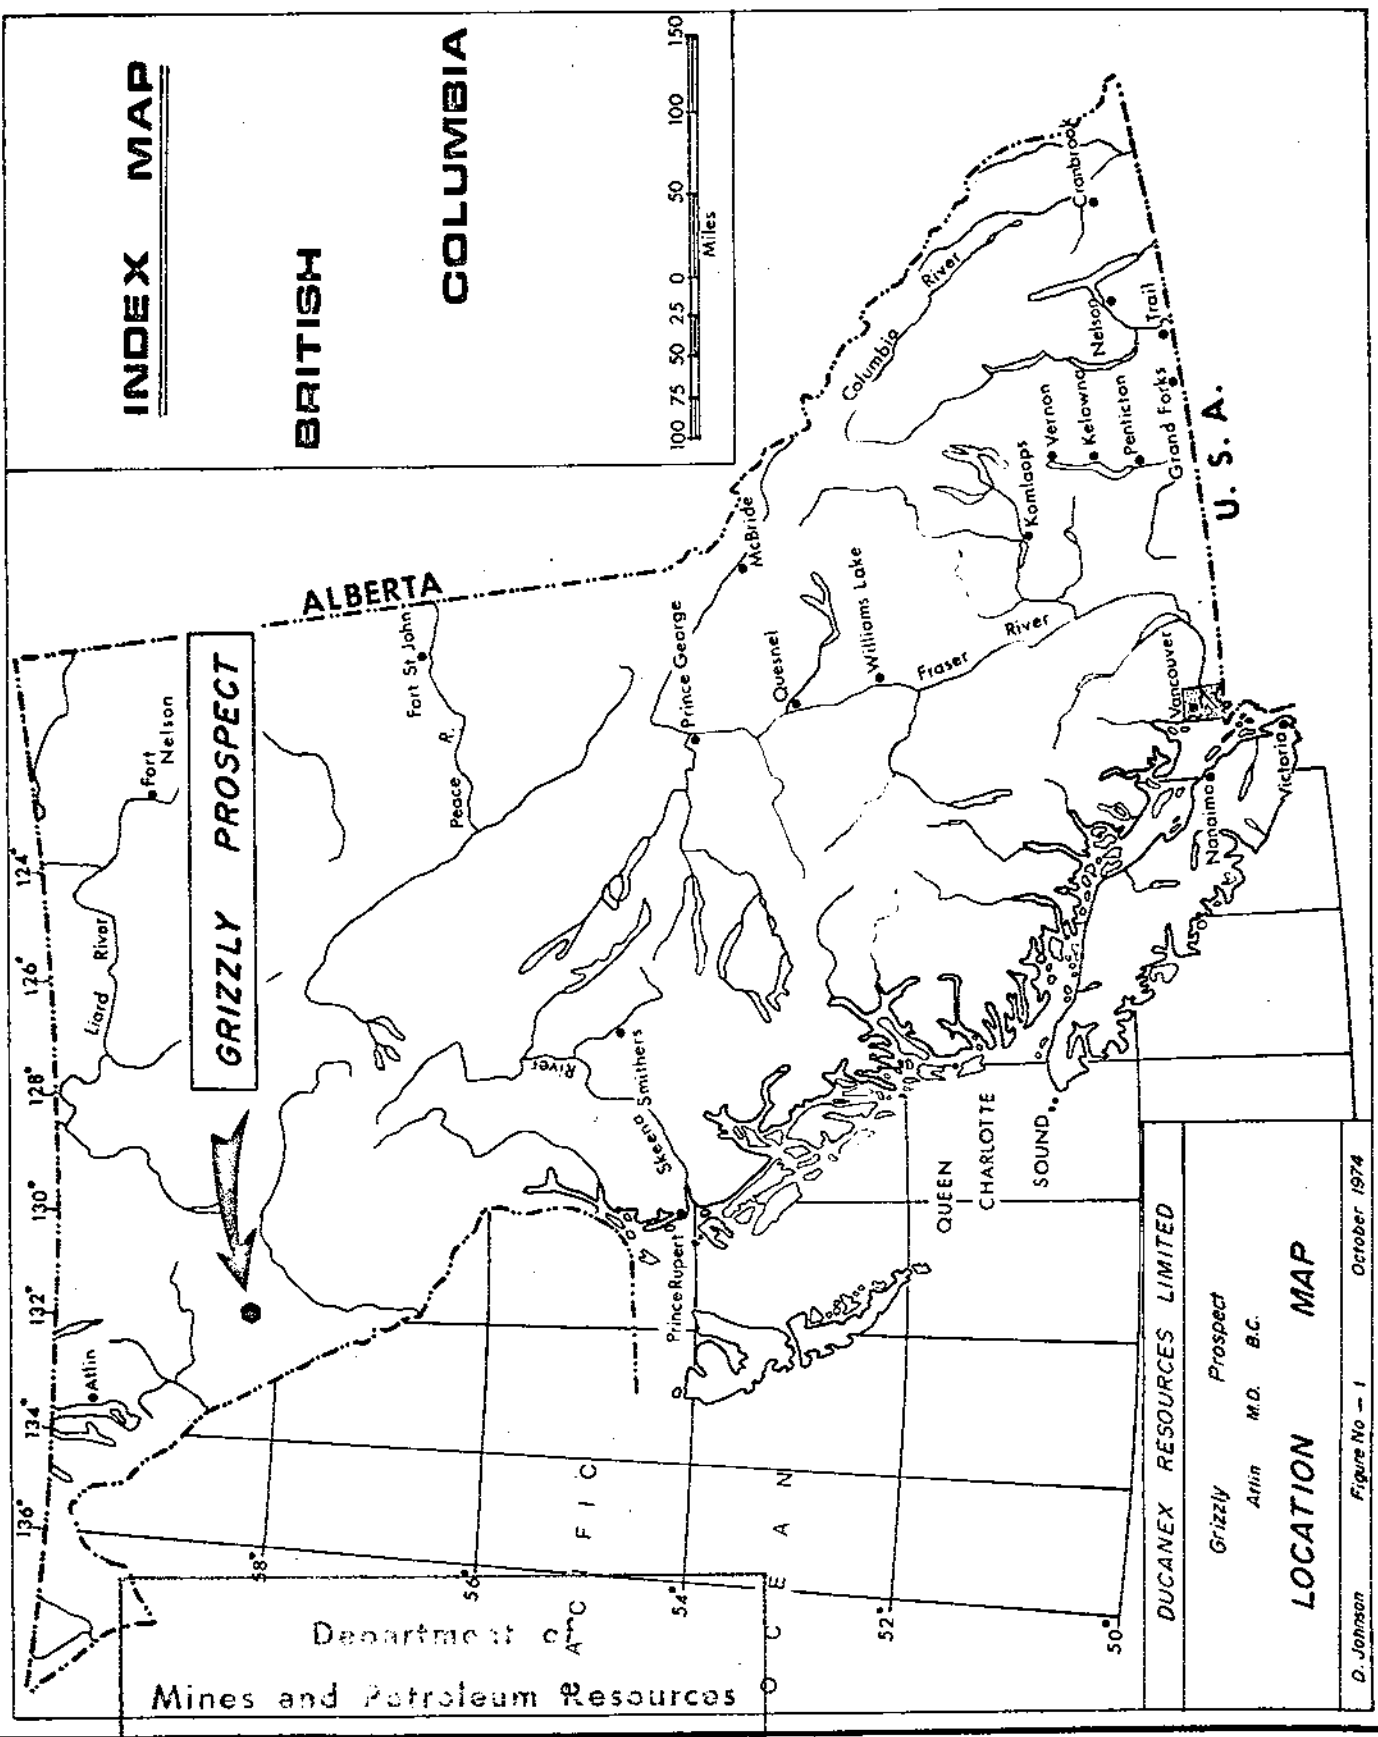 INDEX MAP
BRITISH
COLUMBIA
100 75 50 25 0 50 100 150
Miles
136° 134° 132° 130° 128° 126° 124°
58°
56°
54°
52°
50°
GRIZZLY PROSPECT
ALBERTA
U. S. A.
Atlin
Liard River
Fort
Nelson
Fort St John
Peace R.
Prince George
McBride
Quesnel
Williams Lake
Fraser River
Columbia River
Komlaops
Vernon
Kelowna
Penticton
Grand Forks
Nelson
Trail
Cranbrook
Vancouver
Nanaimo
Victoria
Smithers
Skeena River
Prince Rupert
QUEEN
CHARLOTTE
SOUND
A C I F I C
O C E A N
Department of
Mines and Petroleum Resources
DUCANEX RESOURCES LIMITED
Grizzly Prospect
Atlin M.D. B.C.
LOCATION MAP
D. Johnson Figure No – 1 October 1974